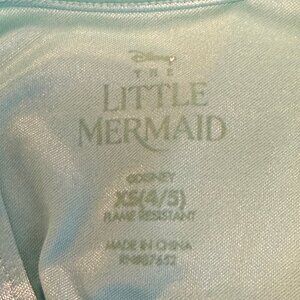 Disney
THE
LITTLE
MERMAID
©DISNEY
XS(4/5)
FLAME RESISTANT
MADE IN CHINA